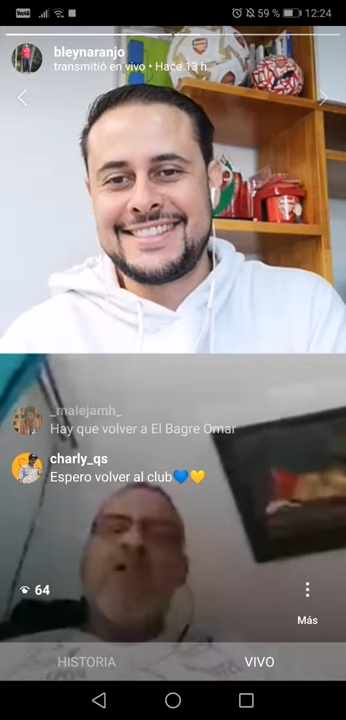 59 % 12:24
bleynaranjo
transmitió en vivo • Hace 13 h
_malejamh_
Hay que volver a El Bagre Omar
charly_qs
Espero volver al club💙💛
64
Más
HISTORIA VIVO